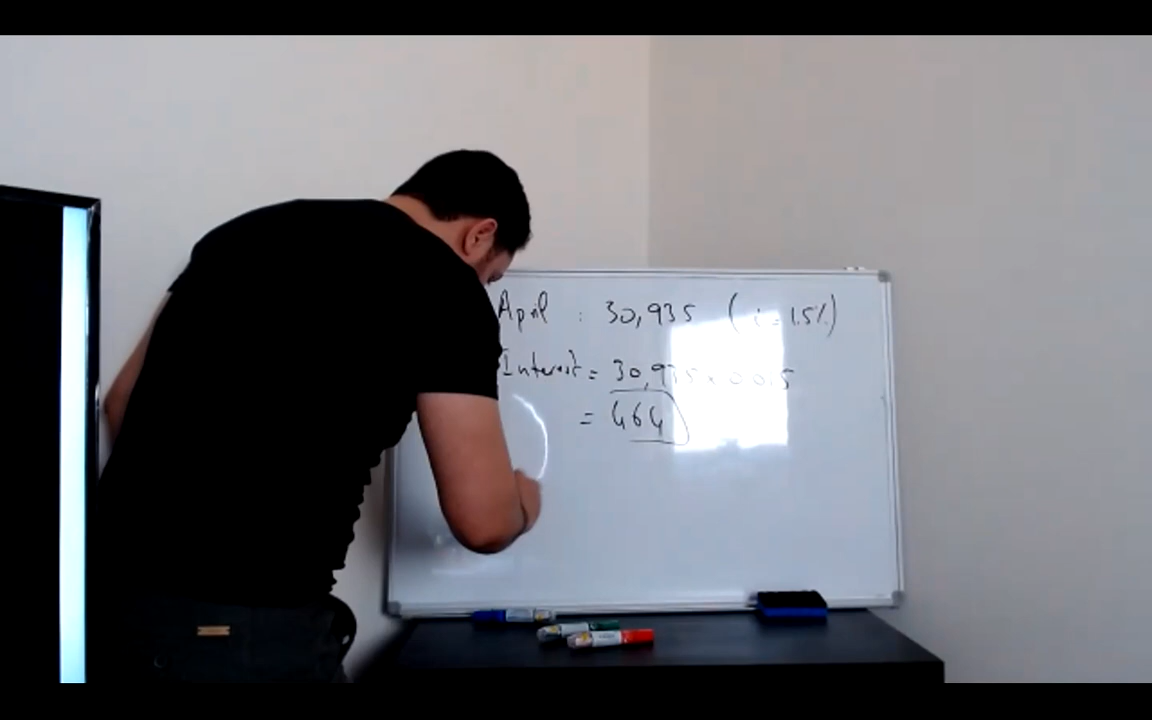 April : 30,935 ( i = 1.5% )
Interest = 30,935 x 0.015
= 464